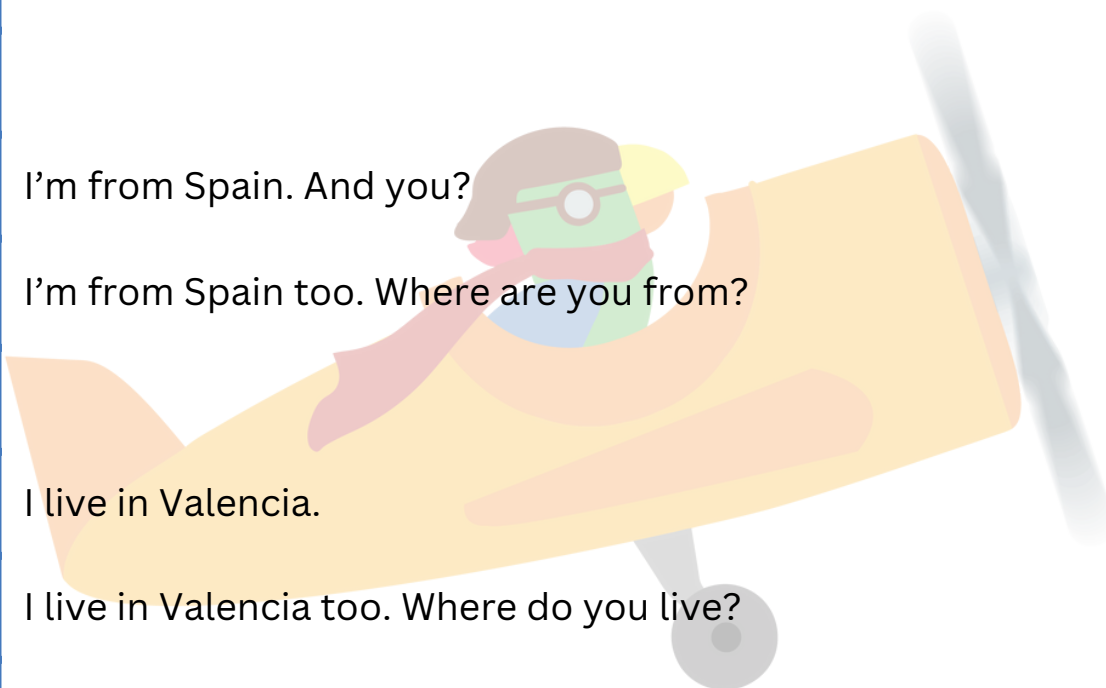 I’m from Spain. And you?
I’m from Spain too. Where are you from?
I live in Valencia.
I live in Valencia too. Where do you live?